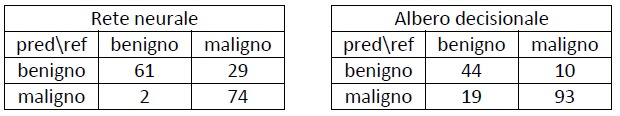 Rete neurale
pred\ref benigno maligno
benigno 61 29
maligno 2 74
Albero decisionale
pred\ref benigno maligno
benigno 44 10
maligno 19 93